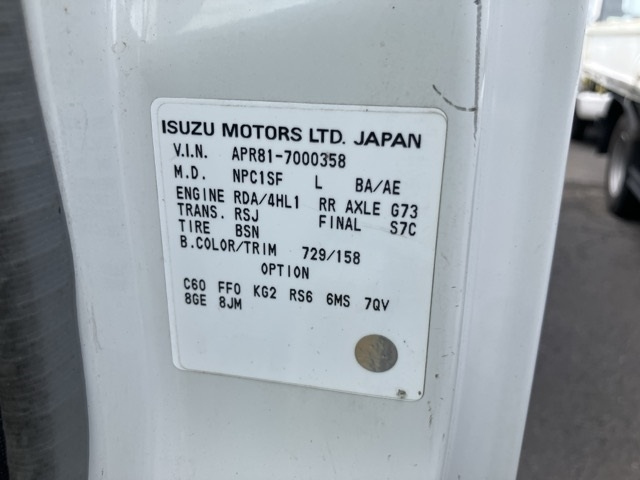 ISUZU MOTORS LTD. JAPAN
V.I.N. APR81-7000358
M.D. NPC1SF L BA/AE
ENGINE RDA/4HL1 RR AXLE G73
TRANS. RSJ FINAL S7C
TIRE BSN
B.COLOR/TRIM 729/158
OPTION
C60 FF0 KG2 RS6 6MS 7QV
8GE 8JM